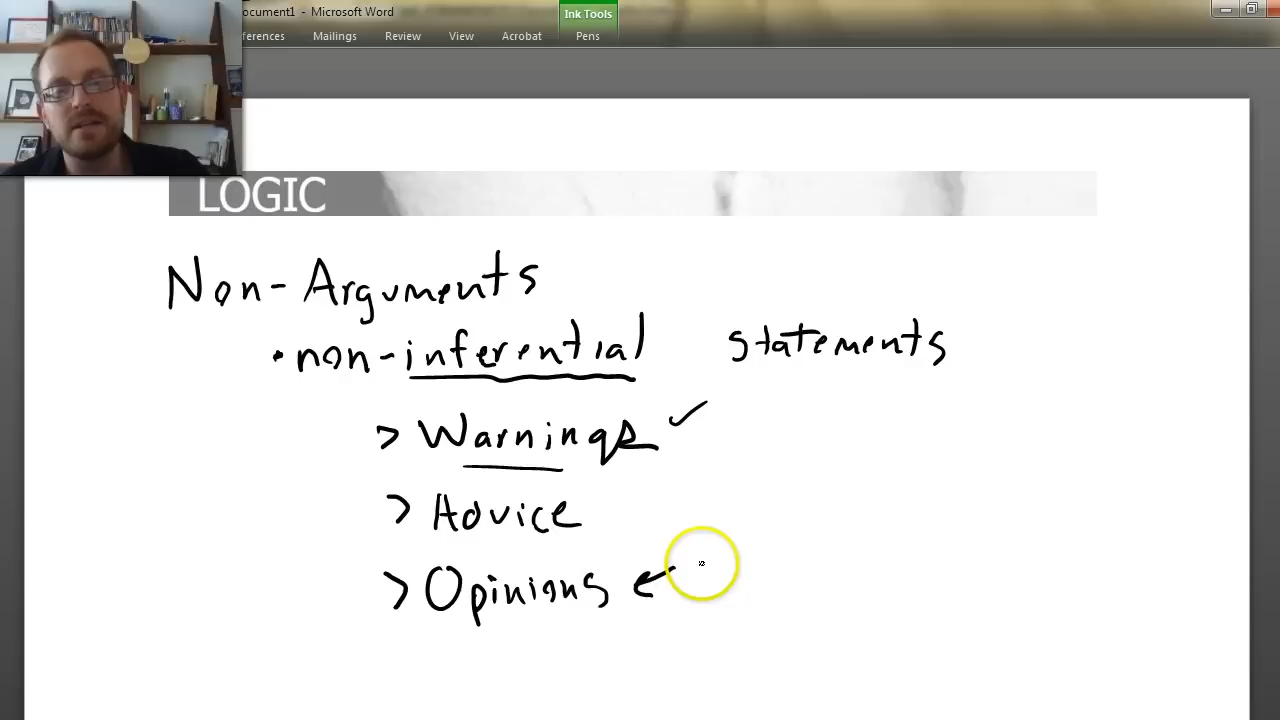 ocument1 - Microsoft Word
Ink Tools
ferences Mailings Review View Acrobat Pens
LOGIC
Non-Arguments
• non-inferential statements
> Warnings ✓
> Advice
> Opinions ←